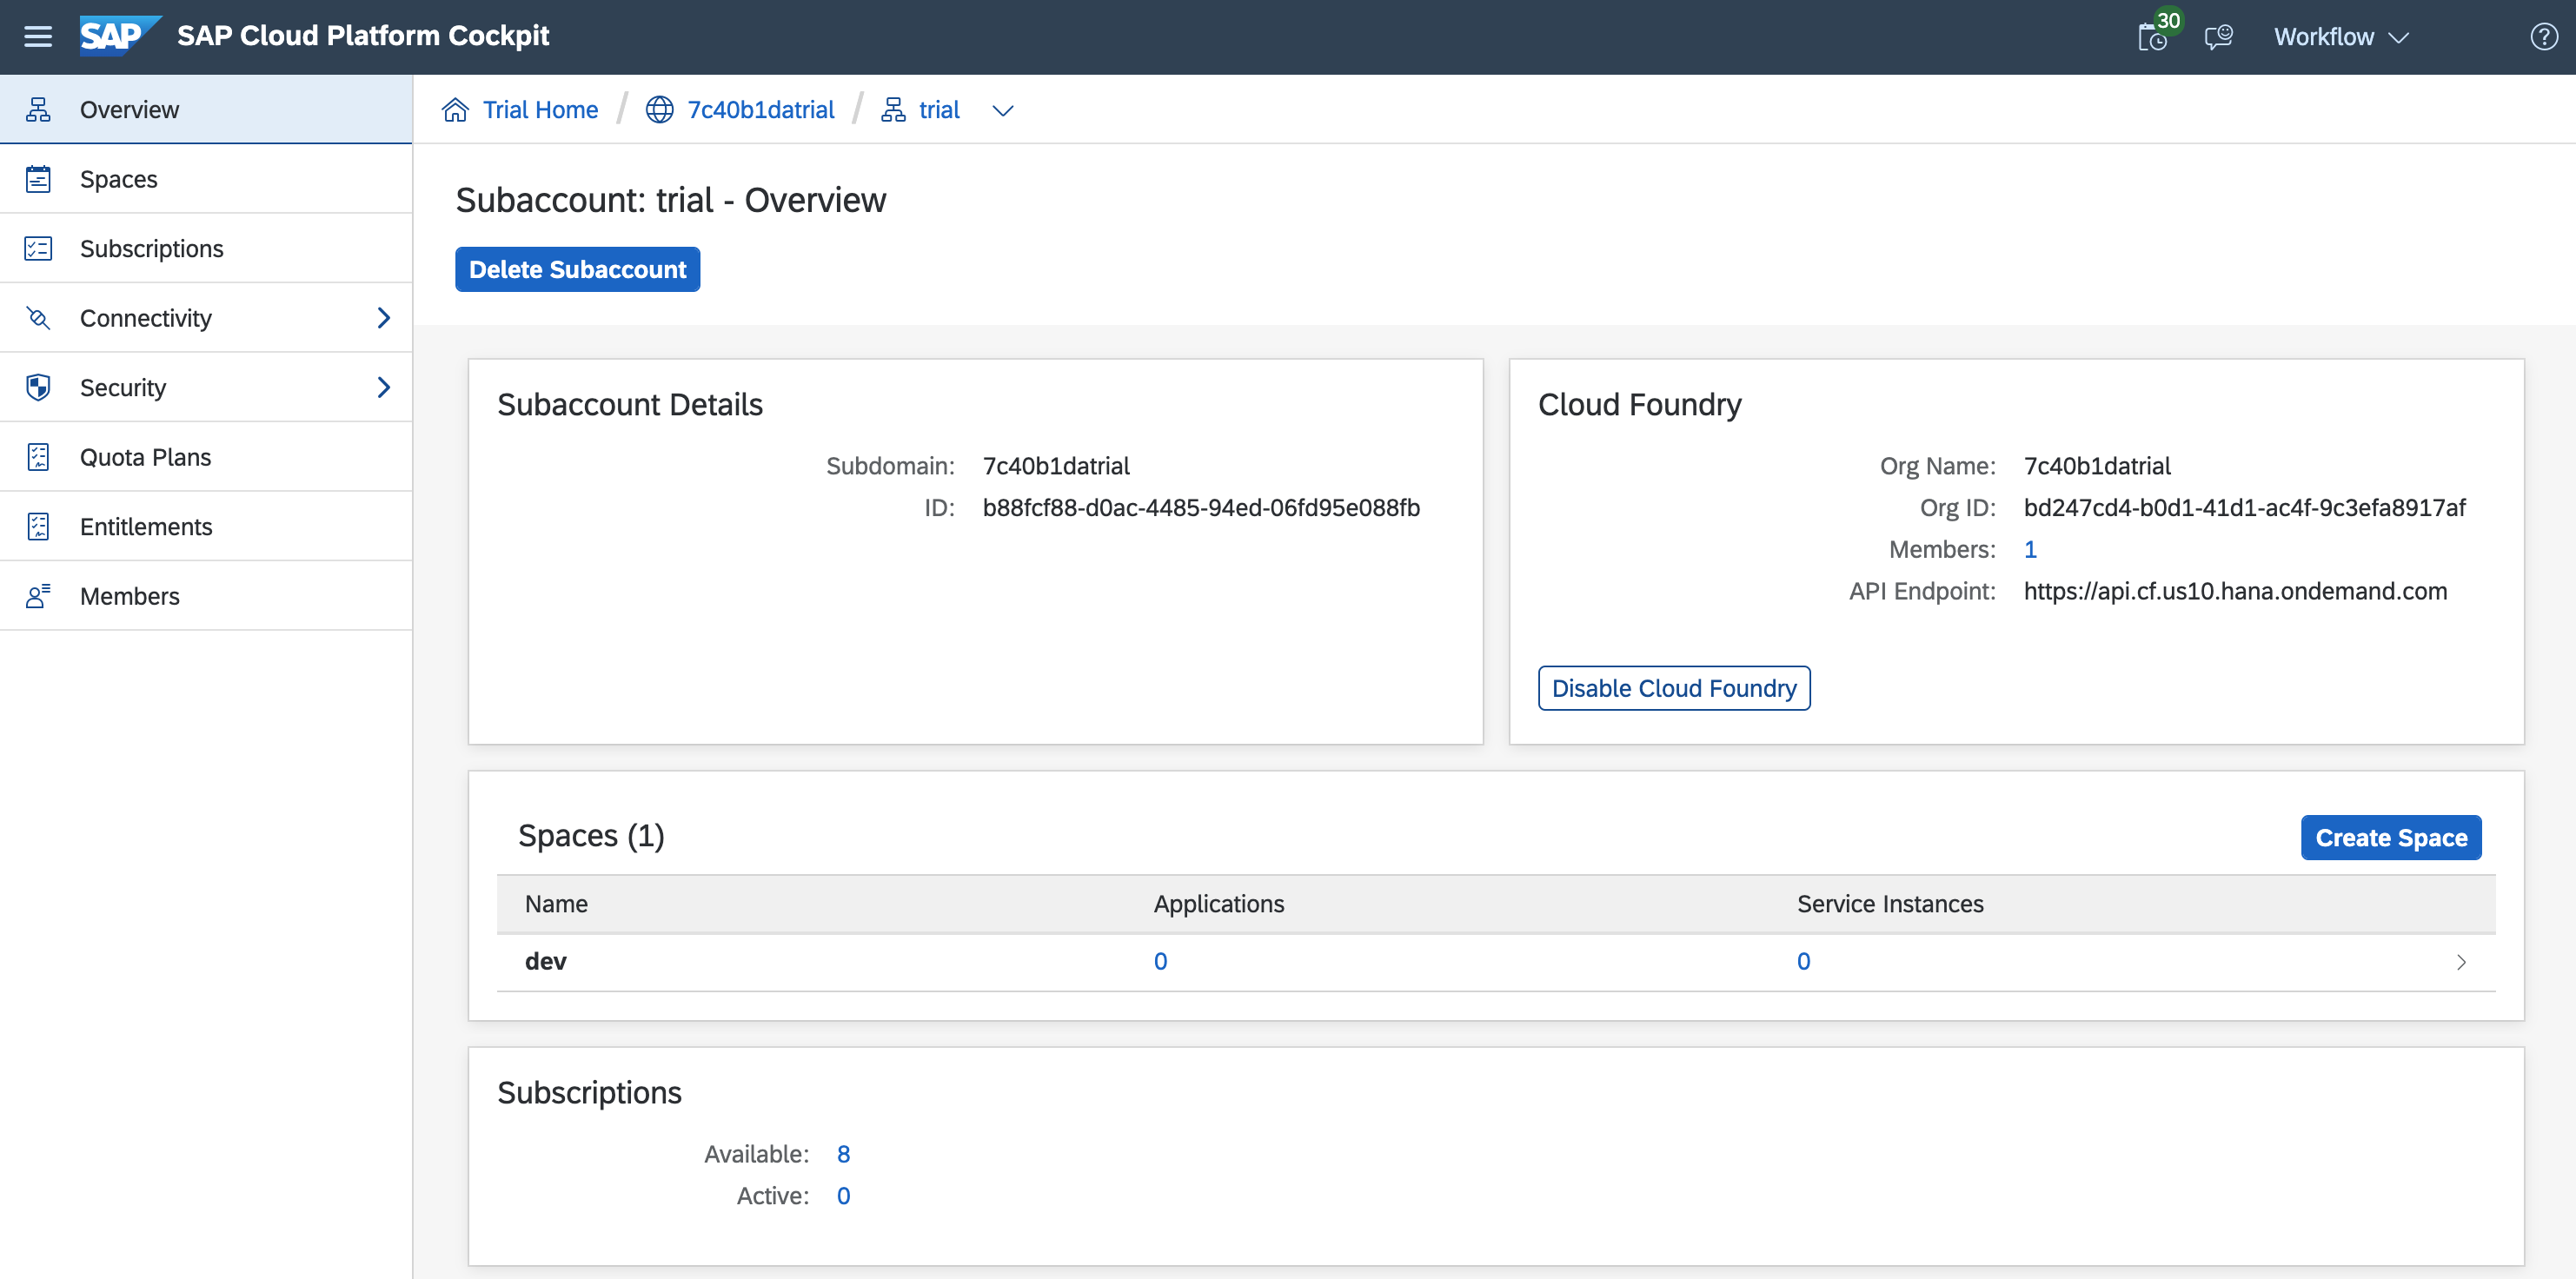 SAP SAP Cloud Platform Cockpit
30
Workflow
?
Overview
Spaces
Subscriptions
Connectivity
Security
Quota Plans
Entitlements
Members
Trial Home / 7c40b1datrial / trial
Subaccount: trial - Overview
Delete Subaccount
Subaccount Details
Subdomain: 7c40b1datrial
ID: b88fcf88-d0ac-4485-94ed-06fd95e088fb
Cloud Foundry
Org Name: 7c40b1datrial
Org ID: bd247cd4-b0d1-41d1-ac4f-9c3efa8917af
Members: 1
API Endpoint: https://api.cf.us10.hana.ondemand.com
Disable Cloud Foundry
Spaces (1)
Create Space
Name Applications Service Instances
dev 0 0
Subscriptions
Available: 8
Active: 0